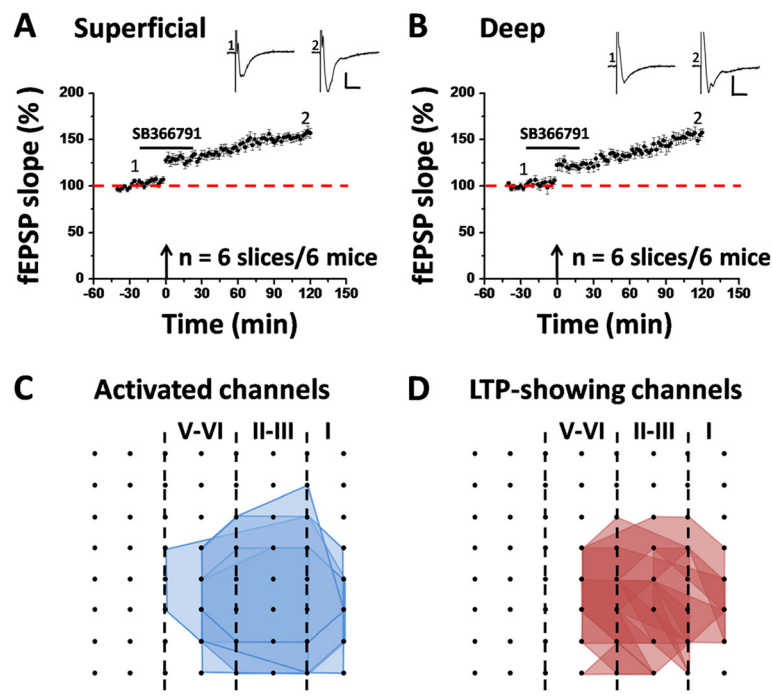 A Superficial
1 2
fEPSP slope (%)
200
150
100
50
0
SB366791
1
2
n = 6 slices/6 mice
-60 -30 0 30 60 90 120 150
Time (min)
B Deep
1 2
fEPSP slope (%)
200
150
100
50
0
SB366791
1
2
n = 6 slices/6 mice
-60 -30 0 30 60 90 120 150
Time (min)
C Activated channels
V-VI II-III I
D LTP-showing channels
V-VI II-III I